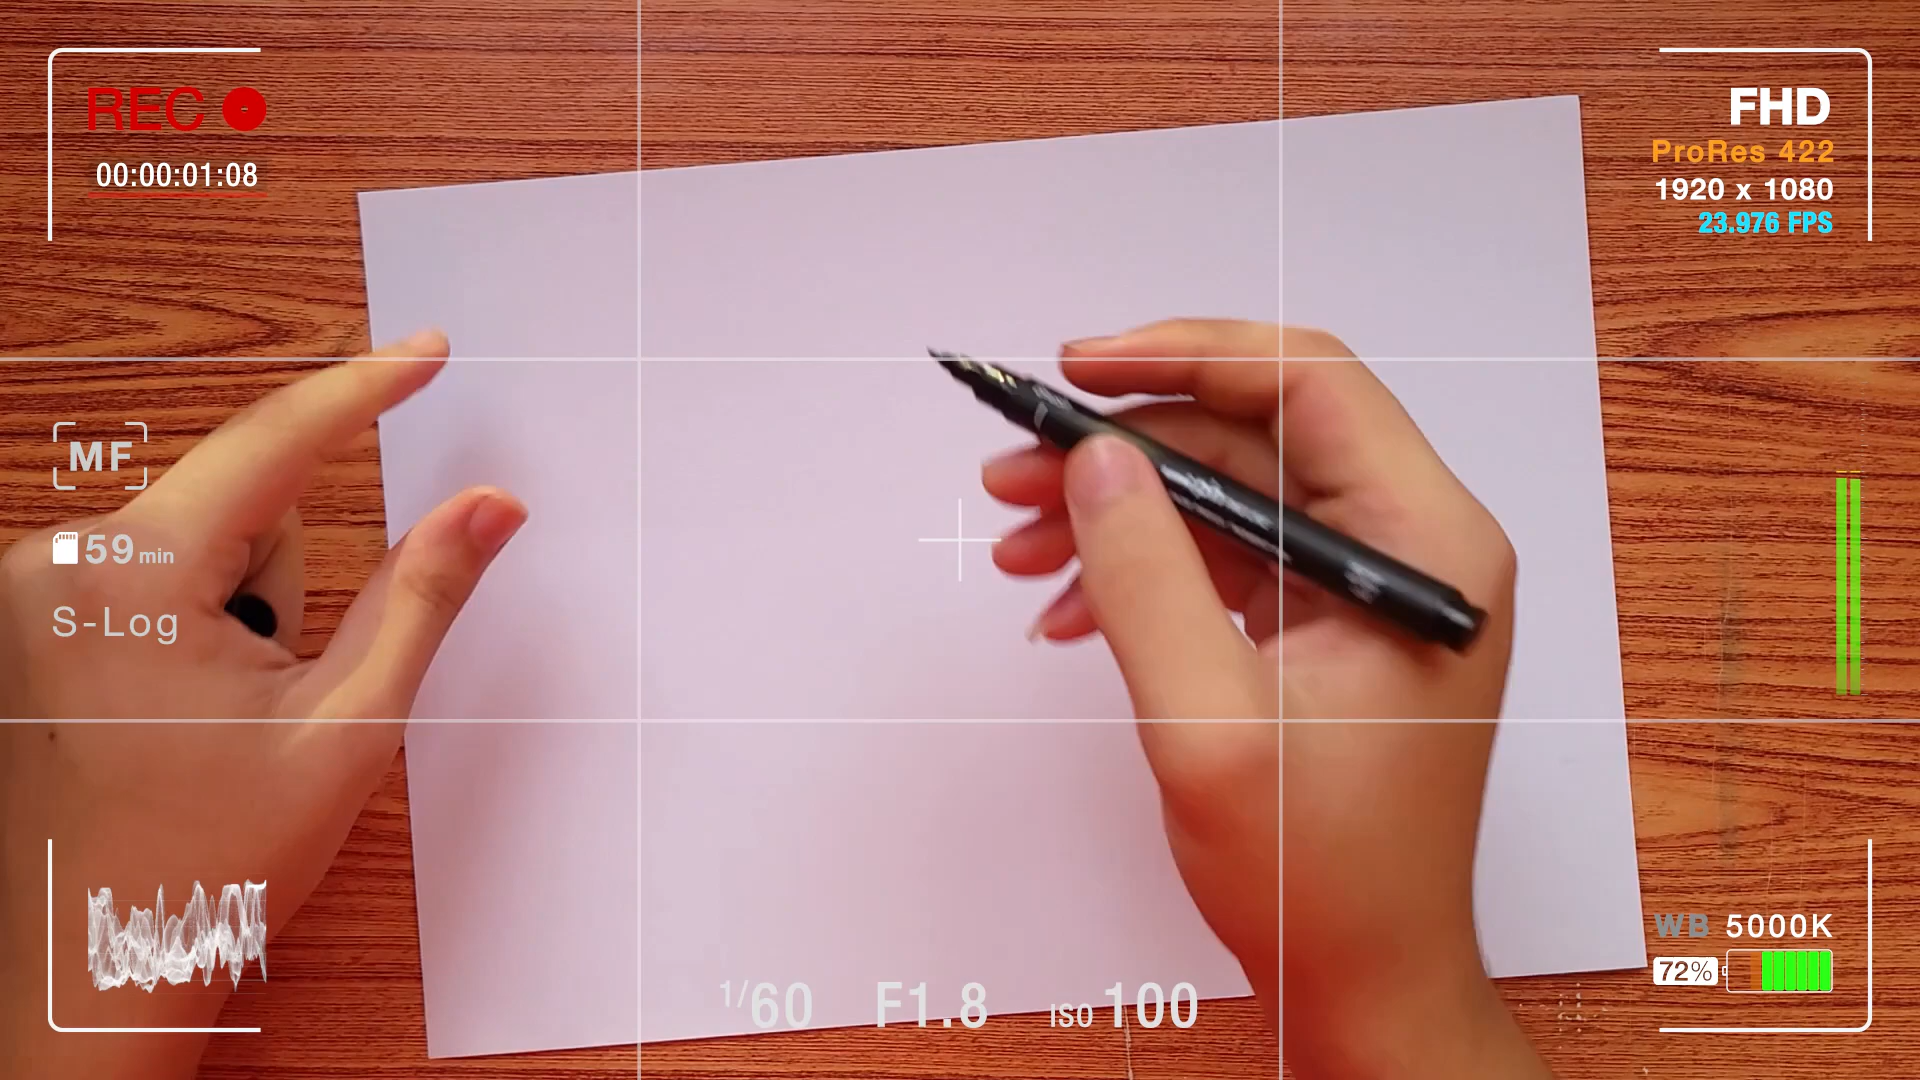 REC
00:00:01:08
FHD
ProRes 422
1920 x 1080
23.976 FPS
MF
59 min
S-Log
WB 5000K
72%
1/60 F1.8 ISO 100